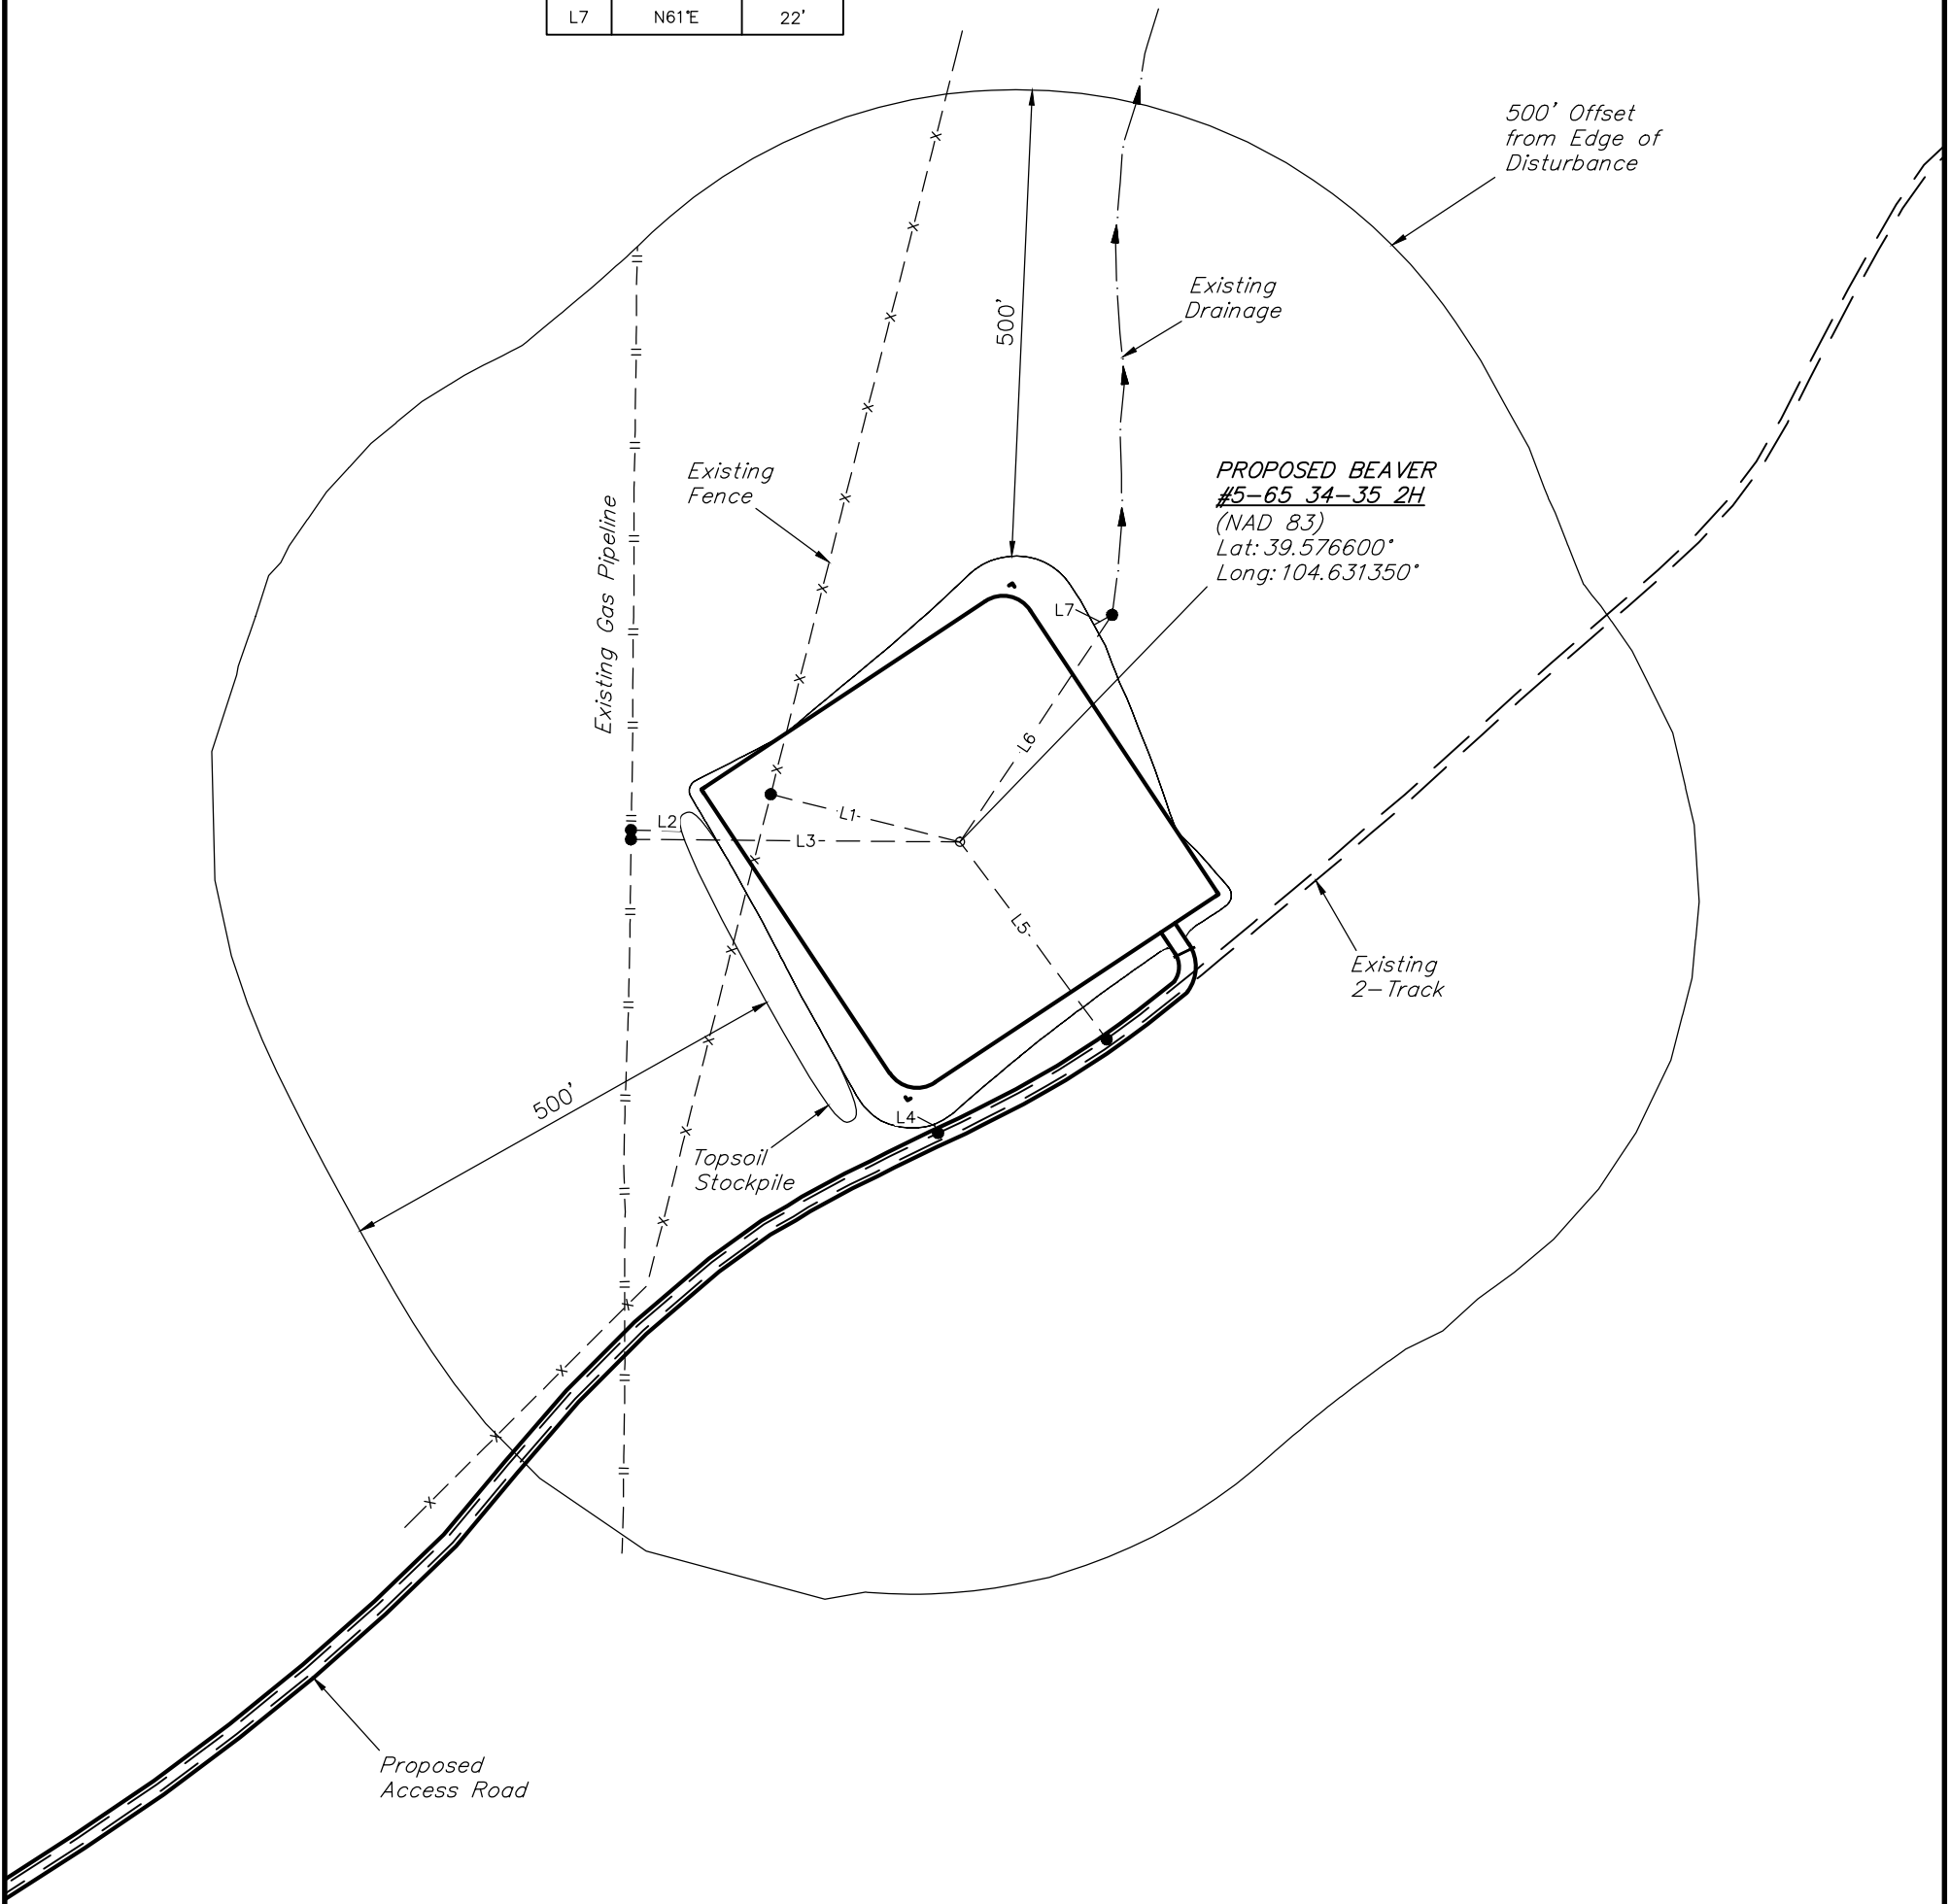 L7 N61°E 22'
500' Offset
from Edge of
Disturbance
Existing
Drainage
500'
Existing
Fence
Existing Gas Pipeline
PROPOSED BEAVER
#5-65 34-35 2H
(NAD 83)
Lat: 39.576600°
Long: 104.631350°
L7
L6
L1
L2
L3
L5
Existing
2-Track
500'
L4
Topsoil
Stockpile
Proposed
Access Road